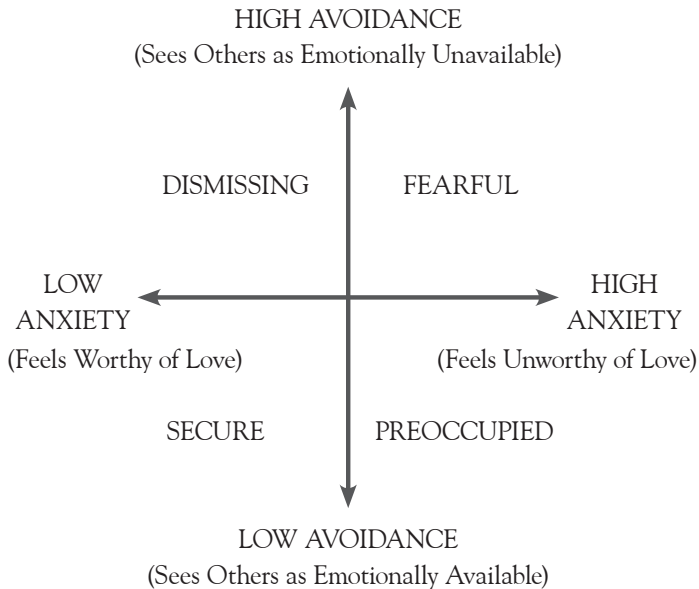 HIGH AVOIDANCE
(Sees Others as Emotionally Unavailable)
DISMISSING
FEARFUL
LOW
ANXIETY
(Feels Worthy of Love)
HIGH
ANXIETY
(Feels Unworthy of Love)
SECURE
PREOCCUPIED
LOW AVOIDANCE
(Sees Others as Emotionally Available)